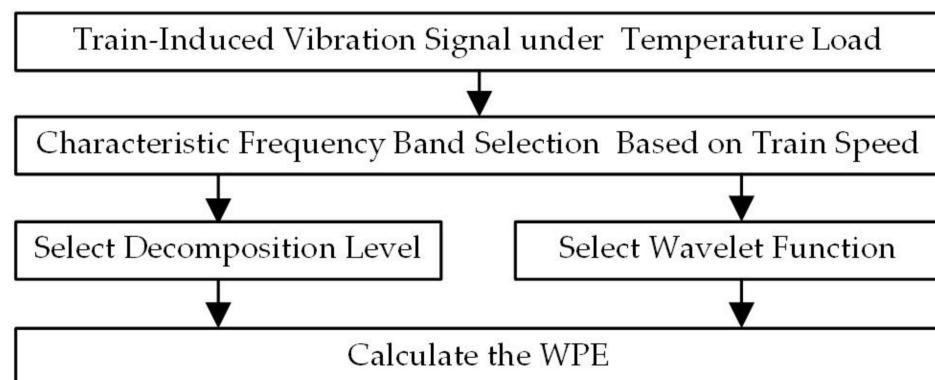 Train-Induced Vibration Signal under Temperature Load
Characteristic Frequency Band Selection Based on Train Speed
Select Decomposition Level
Select Wavelet Function
Calculate the WPE